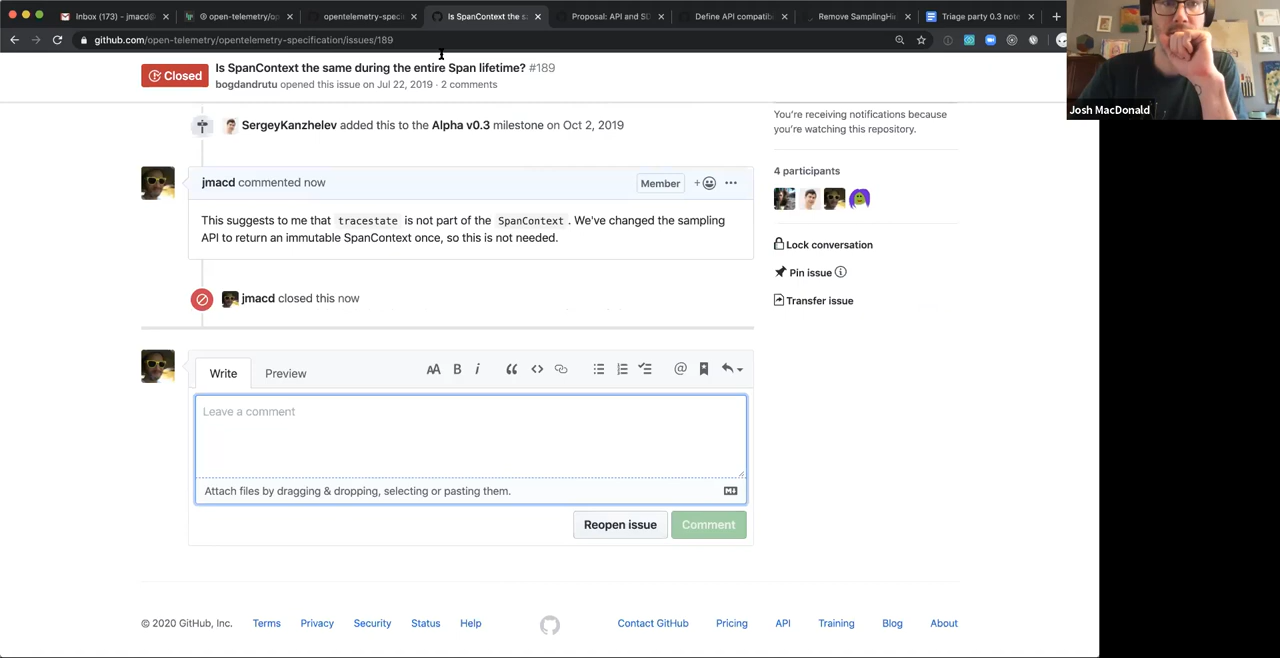 Inbox (173) - jmacd@
open-telemetry/op
opentelemetry-speci
Is SpanContext the s
Proposal: API and SD
Define API compatib
Remove SamplingHi
Triage party 0.3 note
github.com/open-telemetry/opentelemetry-specification/issues/189
Josh MacDonald
Closed
Is SpanContext the same during the entire Span lifetime? #189
bogdandrutu opened this issue on Jul 22, 2019 · 2 comments
SergeyKanzhelev added this to the Alpha v0.3 milestone on Oct 2, 2019
You're receiving notifications because
you're watching this repository.
4 participants
jmacd commented now
Member
This suggests to me that tracestate is not part of the SpanContext. We've changed the sampling
API to return an immutable SpanContext once, so this is not needed.
Lock conversation
Pin issue
Transfer issue
jmacd closed this now
Write
Preview
AA B i
Leave a comment
Attach files by dragging & dropping, selecting or pasting them.
Reopen issue
Comment
© 2020 GitHub, Inc.
Terms
Privacy
Security
Status
Help
Contact GitHub
Pricing
API
Training
Blog
About